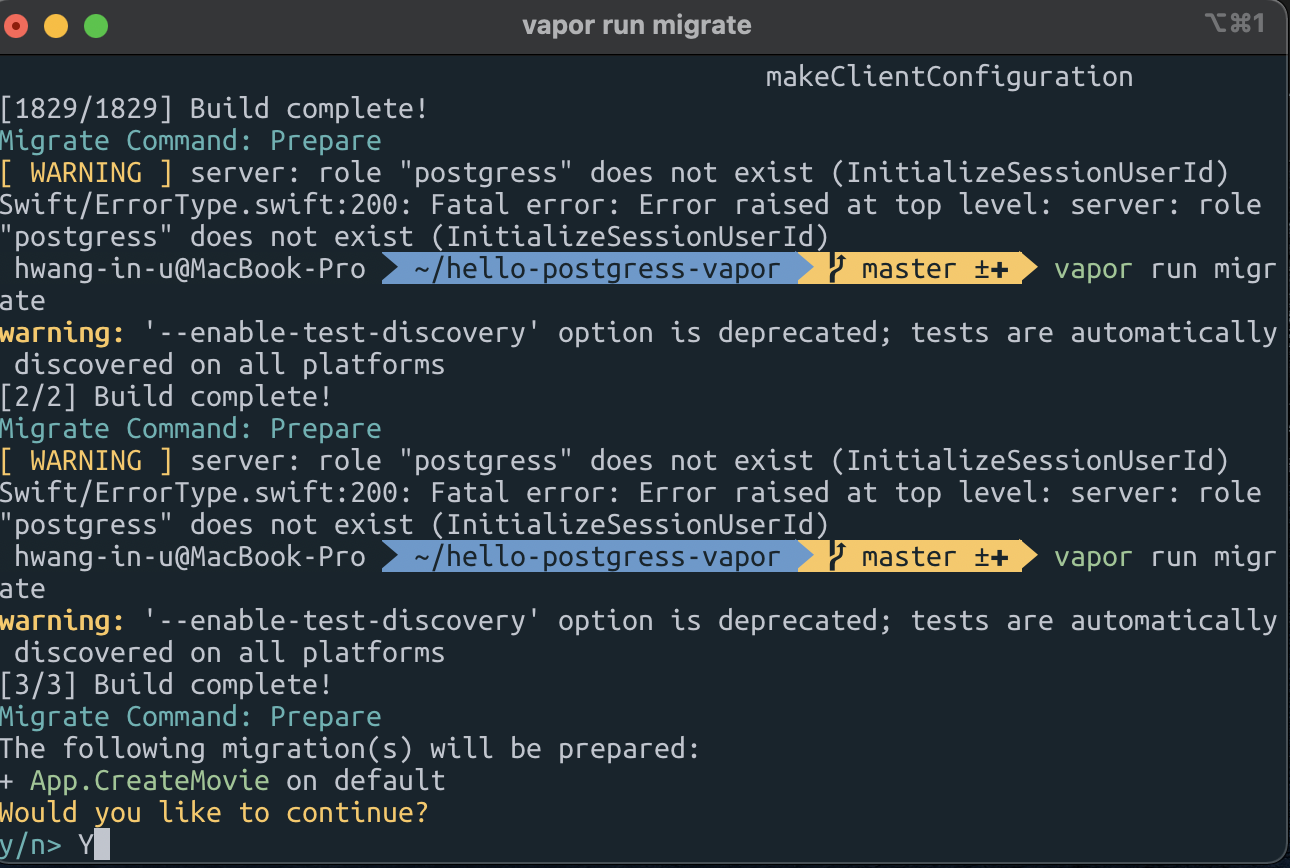 vapor run migrate
⌥⌘1
makeClientConfiguration
[1829/1829] Build complete!
Migrate Command: Prepare
[ WARNING ] server: role "postgress" does not exist (InitializeSessionUserId)
Swift/ErrorType.swift:200: Fatal error: Error raised at top level: server: role
"postgress" does not exist (InitializeSessionUserId)
hwang-in-u@MacBook-Pro ~/hello-postgress-vapor master ±✚ vapor run migr
ate
warning: '--enable-test-discovery' option is deprecated; tests are automatically
discovered on all platforms
[2/2] Build complete!
Migrate Command: Prepare
[ WARNING ] server: role "postgress" does not exist (InitializeSessionUserId)
Swift/ErrorType.swift:200: Fatal error: Error raised at top level: server: role
"postgress" does not exist (InitializeSessionUserId)
hwang-in-u@MacBook-Pro ~/hello-postgress-vapor master ±✚ vapor run migr
ate
warning: '--enable-test-discovery' option is deprecated; tests are automatically
discovered on all platforms
[3/3] Build complete!
Migrate Command: Prepare
The following migration(s) will be prepared:
+ App.CreateMovie on default
Would you like to continue?
y/n> Y